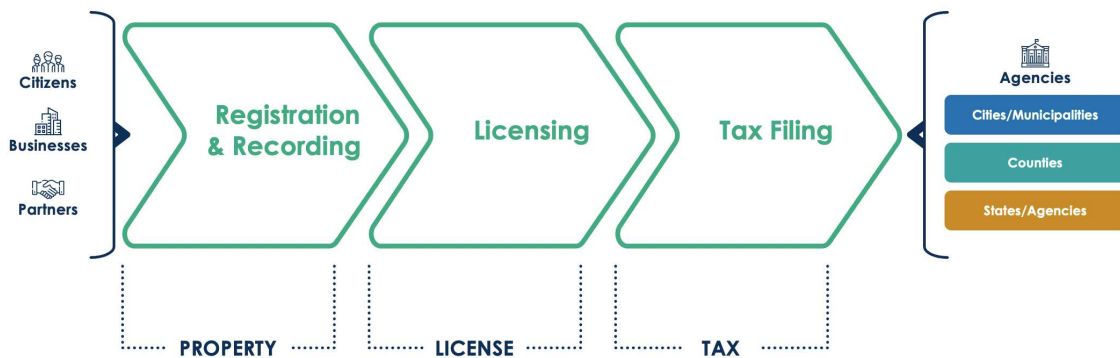 Citizens
Businesses
Partners
Registration
& Recording
Licensing
Tax Filing
Agencies
Cities/Municipalities
Counties
States/Agencies
PROPERTY
LICENSE
TAX